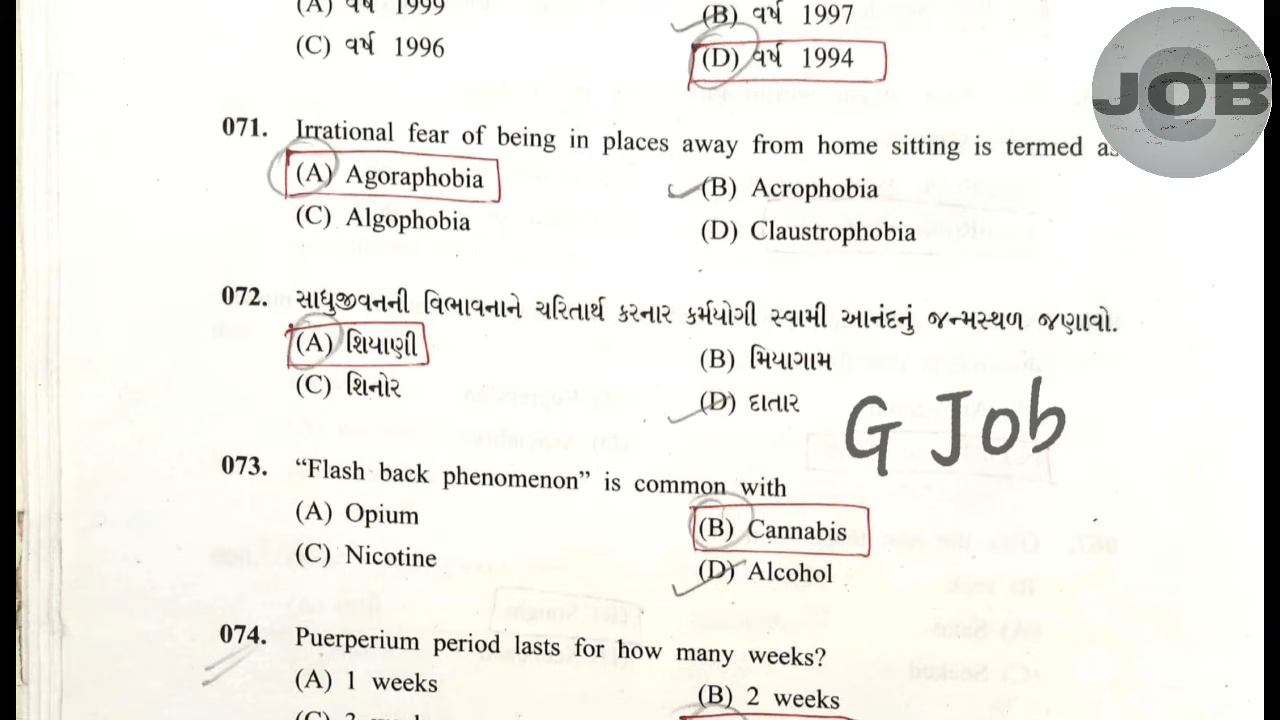 (A) વર્ષ 1999
(B) વર્ષ 1997
(C) વર્ષ 1996
(D) વર્ષ 1994
JOB
071. Irrational fear of being in places away from home sitting is termed as
(A) Agoraphobia
(B) Acrophobia
(C) Algophobia
(D) Claustrophobia
072. સાધુજીવનની વિભાવનાને ચરિતાર્થ કરનાર કર્મયોગી સ્વામી આનંદનું જન્મસ્થળ જણાવો.
(A) શિયાણી
(B) મિયાગામ
(C) શિનોર
(D) દાતાર
G Job
073. “Flash back phenomenon” is common with
(A) Opium
(B) Cannabis
(C) Nicotine
(D) Alcohol
074. Puerperium period lasts for how many weeks?
(A) 1 weeks
(B) 2 weeks